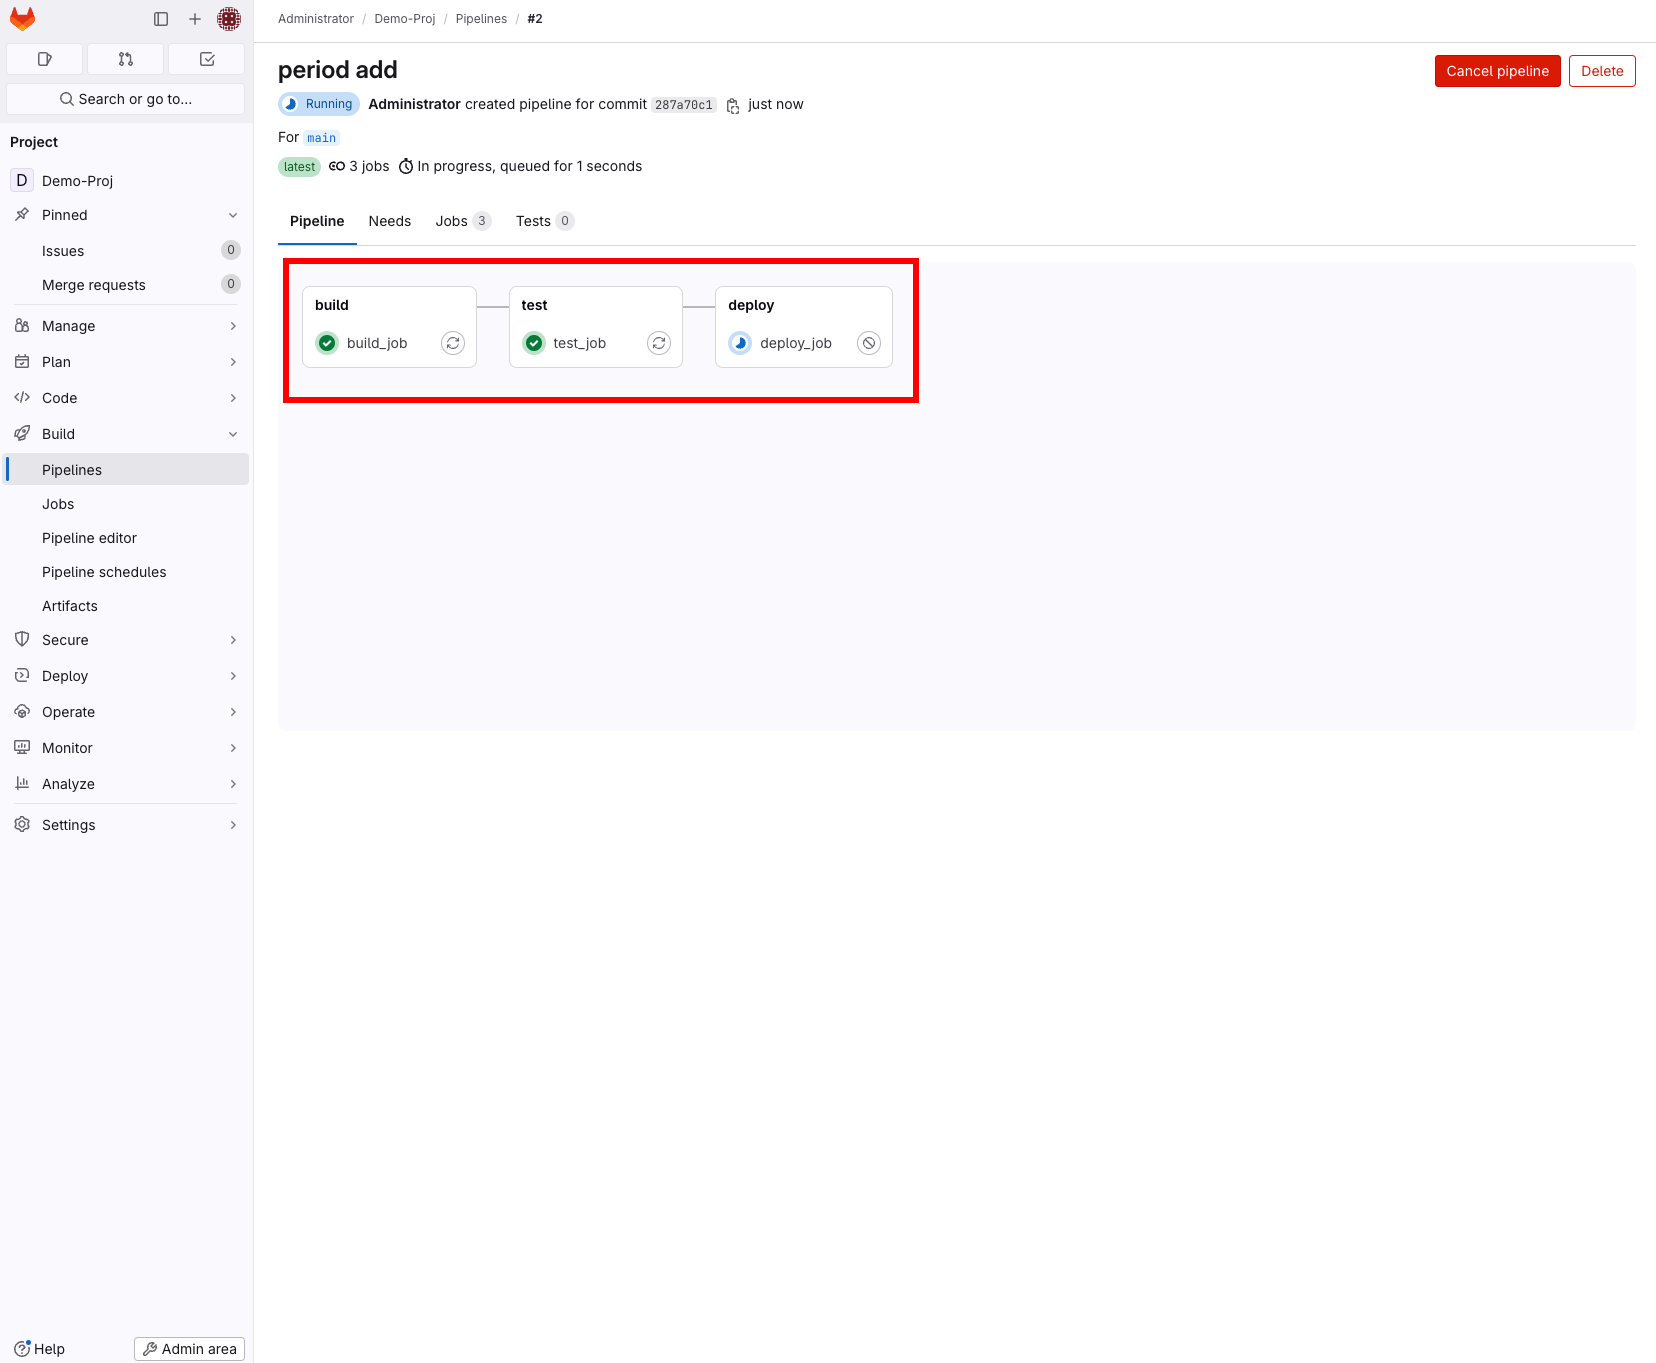 Administrator / Demo-Proj / Pipelines / #2
Search or go to...
Project
D Demo-Proj
Pinned
Issues 0
Merge requests 0
Manage
Plan
Code
Build
Pipelines
Jobs
Pipeline editor
Pipeline schedules
Artifacts
Secure
Deploy
Operate
Monitor
Analyze
Settings
Help
Admin area
period add
Cancel pipeline
Delete
Running Administrator created pipeline for commit 287a70c1 just now
For main
latest 3 jobs In progress, queued for 1 seconds
Pipeline Needs Jobs 3 Tests 0
build
build_job
test
test_job
deploy
deploy_job